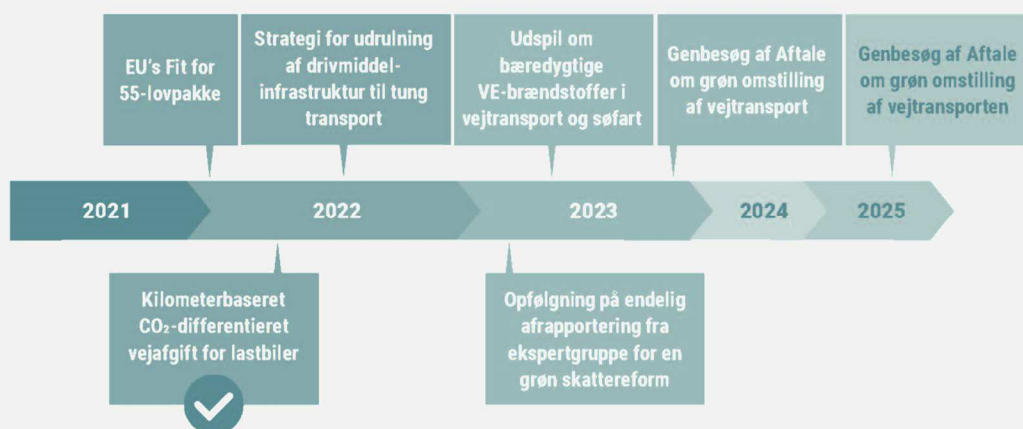 EU's Fit for
55-lovpakke
Strategi for udrulning
af drivmiddel-
infrastruktur til tung
transport
Udspil om
bæredygtige
VE-brændstoffer i
vejtransport og søfart
Genbesøg af Aftale
om grøn omstilling
af vejtransport
Genbesøg af Aftale
om grøn omstilling
af vejtransporten
2021
2022
2023
2024
2025
Kilometerbaseret
CO₂-differentieret
vejafgift for lastbiler
Opfølgning på endelig
afrapportering fra
ekspertgruppe for en
grøn skattereform